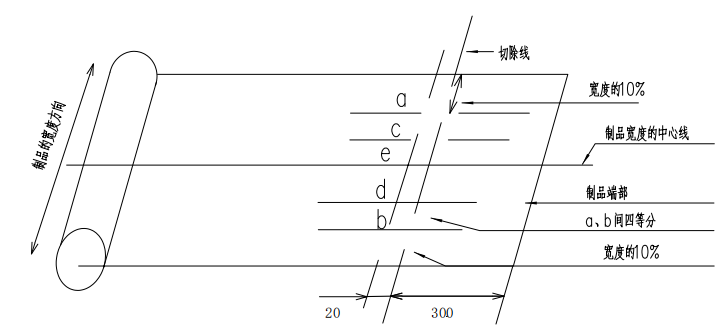 切除线
宽度的10%
a
制品的宽度方向
c
制品宽度的中心线
e
d
制品端部
b
a、b间四等分
宽度的10%
20
300